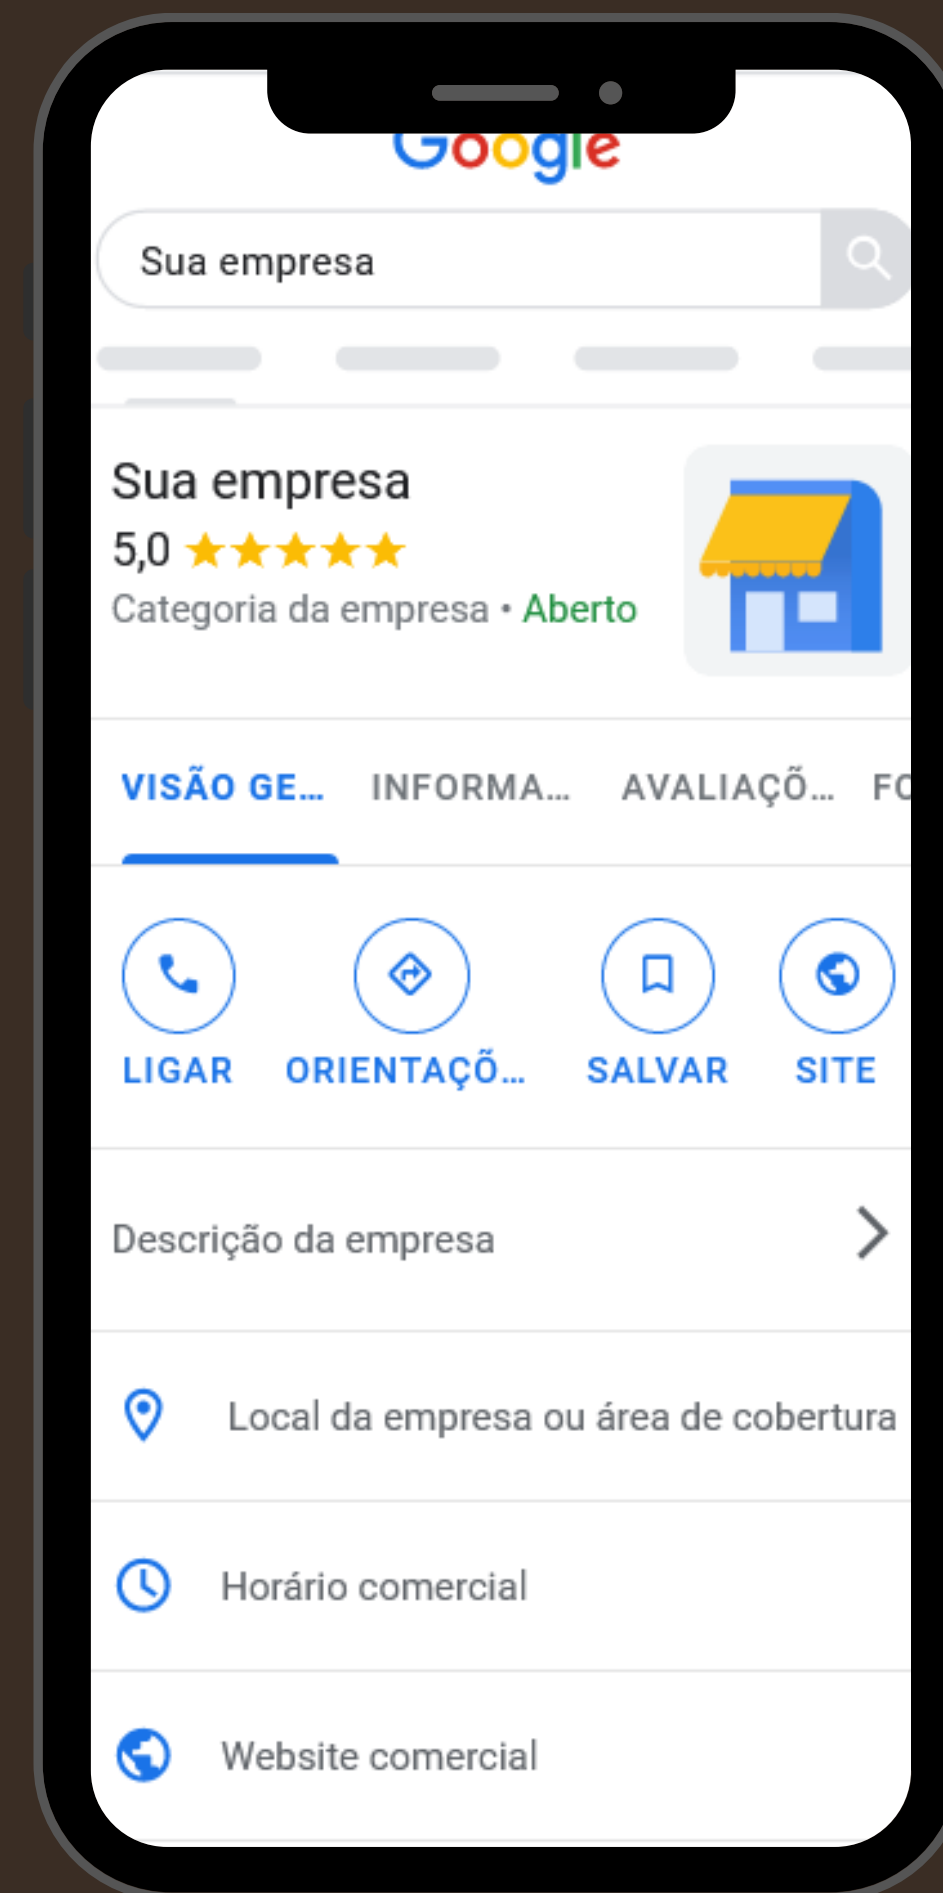 Google
Sua empresa
Sua empresa
5,0
Categoria da empresa • Aberto
VISÃO GE... INFORMA... AVALIAÇÕ... FO
LIGAR ORIENTAÇÕ... SALVAR SITE
Descrição da empresa
Local da empresa ou área de cobertura
Horário comercial
Website comercial